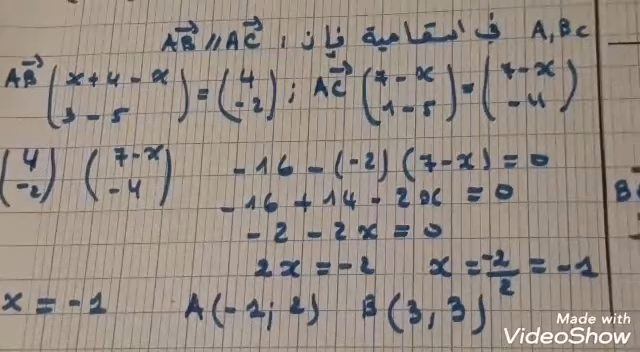 A, B C في استقامية فإن , AB // AC
AB ( x + 4 - x 3 - 5 ) = ( 4 -2 ) ; AC ( 7 - x 1 - 5 ) = ( 7 - x -4 )
( 4 -2 ) ( 7 - x -4 ) -16 - (-2) (7 - x) = 0
-16 + 14 - 2x = 0
-2 - 2x = 0
2x = -2 x = -2/2 = -1
x = -1 A(-1; 2) B(3, 3)
B
Made with
VideoShow